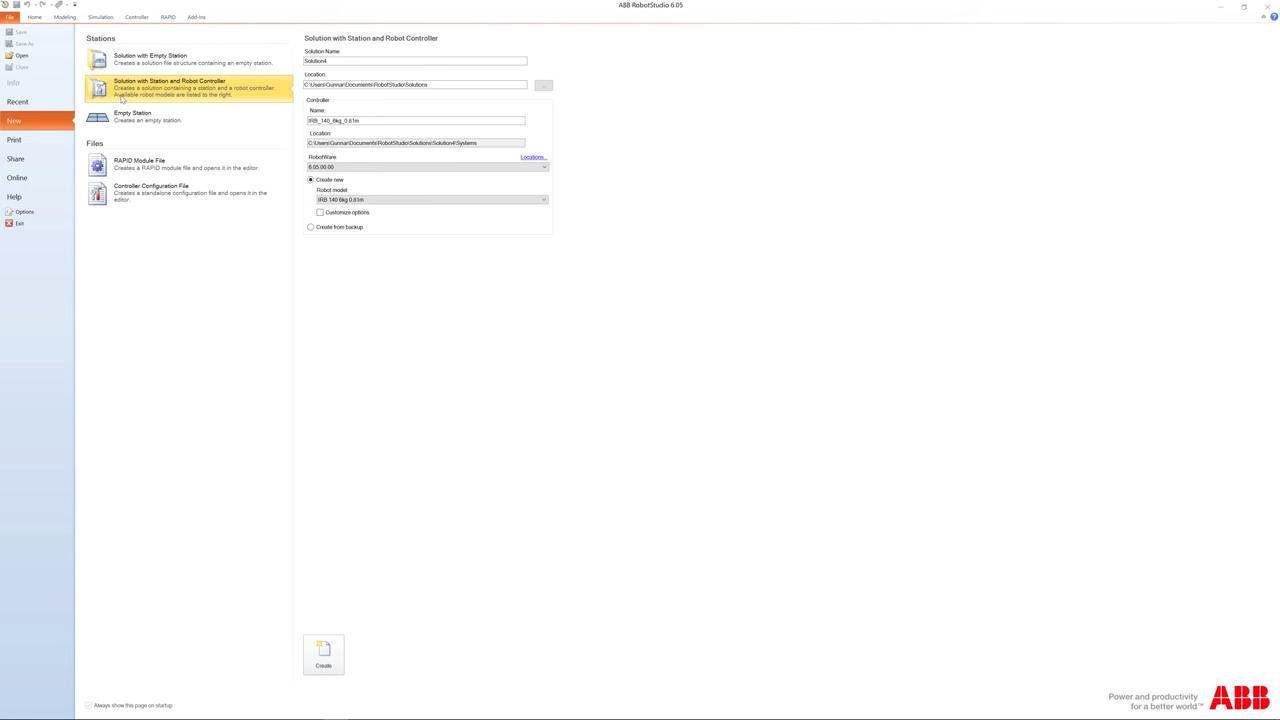 ABB RobotStudio 6.05
File Home Modeling Simulation Controller RAPID Add-Ins
Save
Save As
Open
Close
Info
Recent
New
Print
Share
Online
Help
Options
Exit
Stations
Solution with Empty Station
Creates a solution file structure containing an empty station.
Solution with Station and Robot Controller
Creates a solution containing a station and a robot controller.
Available robot models are listed to the right.
Empty Station
Creates an empty station.
Files
RAPID Module File
Creates a RAPID module file and opens it in the editor.
Controller Configuration File
Creates a standalone configuration file and opens it in the
editor.
Always show this page on startup
Solution with Station and Robot Controller
Solution Name:
Solution4
Location:
C:\Users\Gunnar\Documents\RobotStudio\Solutions
...
Controller
Name:
IRB_140_6kg_0.81m
Location:
C:\Users\Gunnar\Documents\RobotStudio\Solutions\Solution4\Systems
RobotWare: Locations...
6.05.00.00
Create new
Robot model:
IRB 140 6kg 0.81m
Customize options
Create from backup
Create
Power and productivity
for a better world™
ABB